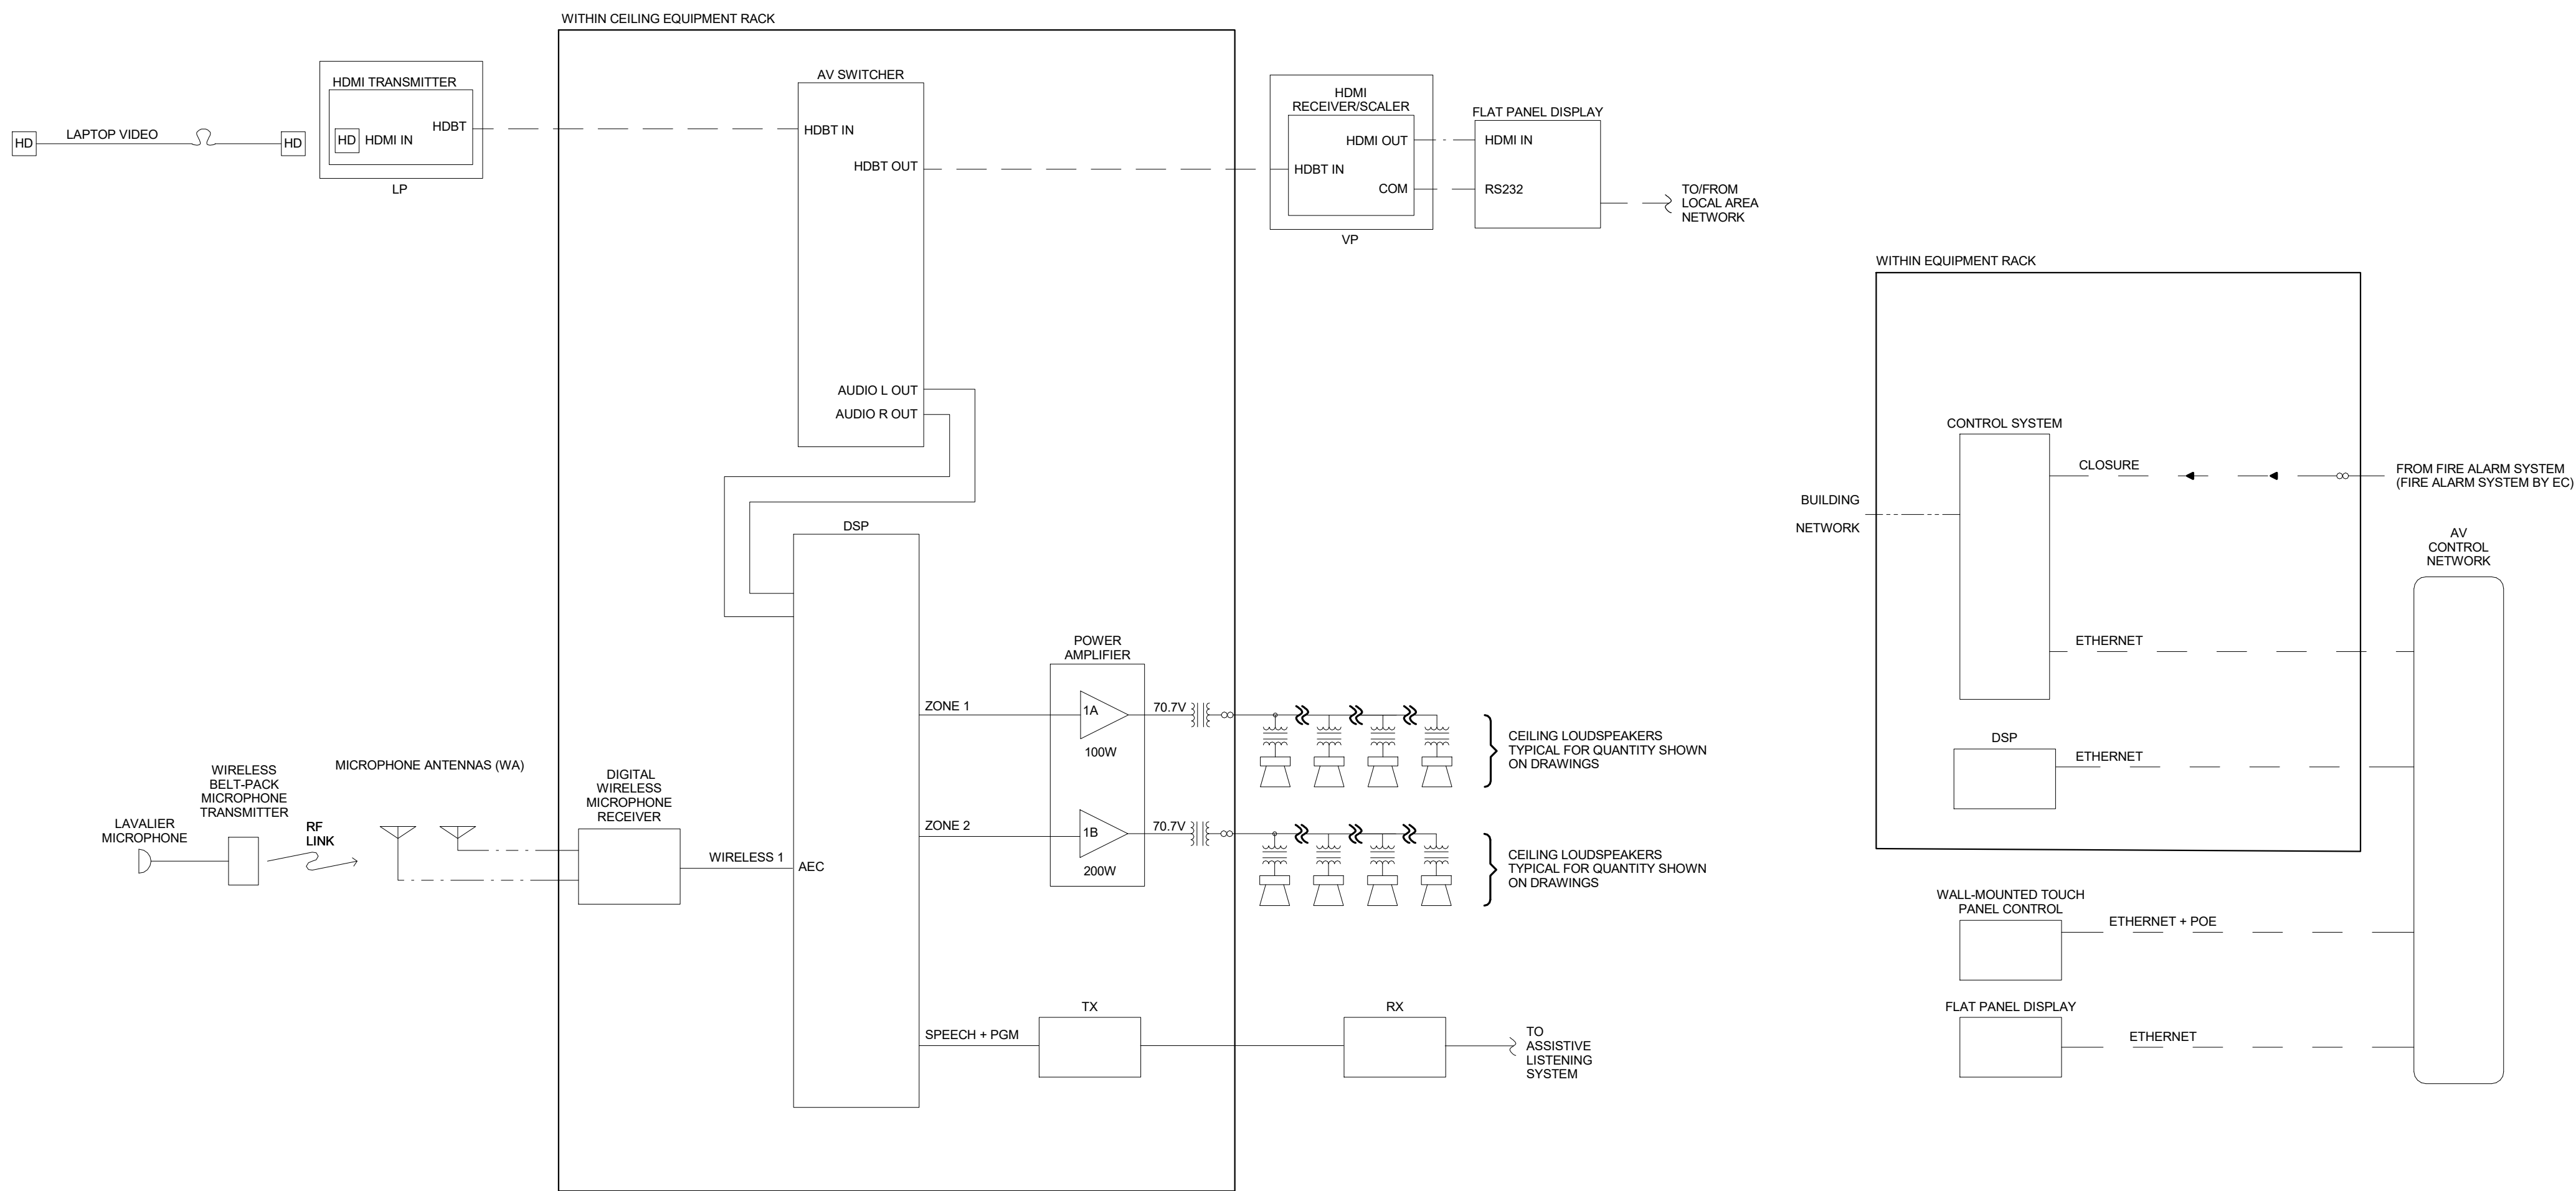 WITHIN CEILING EQUIPMENT RACK
HDMI TRANSMITTER
HD
LAPTOP VIDEO
HD
HD
HDMI IN
HDBT
LP
AV SWITCHER
HDBT IN
HDBT OUT
AUDIO L OUT
AUDIO R OUT
HDMI
RECEIVER/SCALER
HDMI OUT
HDBT IN
COM
VP
FLAT PANEL DISPLAY
HDMI IN
RS232
TO/FROM
LOCAL AREA
NETWORK
DSP
ZONE 1
ZONE 2
AEC
SPEECH + PGM
POWER
AMPLIFIER
1A
100W
70.7V
1B
200W
70.7V
CEILING LOUDSPEAKERS
TYPICAL FOR QUANTITY SHOWN
ON DRAWINGS
CEILING LOUDSPEAKERS
TYPICAL FOR QUANTITY SHOWN
ON DRAWINGS
LAVALIER
MICROPHONE
WIRELESS
BELT-PACK
MICROPHONE
TRANSMITTER
RF
LINK
MICROPHONE ANTENNAS (WA)
DIGITAL
WIRELESS
MICROPHONE
RECEIVER
WIRELESS 1
TX
RX
TO
ASSISTIVE
LISTENING
SYSTEM
WITHIN EQUIPMENT RACK
CONTROL SYSTEM
CLOSURE
FROM FIRE ALARM SYSTEM
(FIRE ALARM SYSTEM BY EC)
BUILDING
NETWORK
AV
CONTROL
NETWORK
ETHERNET
DSP
ETHERNET
WALL-MOUNTED TOUCH
PANEL CONTROL
ETHERNET + POE
FLAT PANEL DISPLAY
ETHERNET